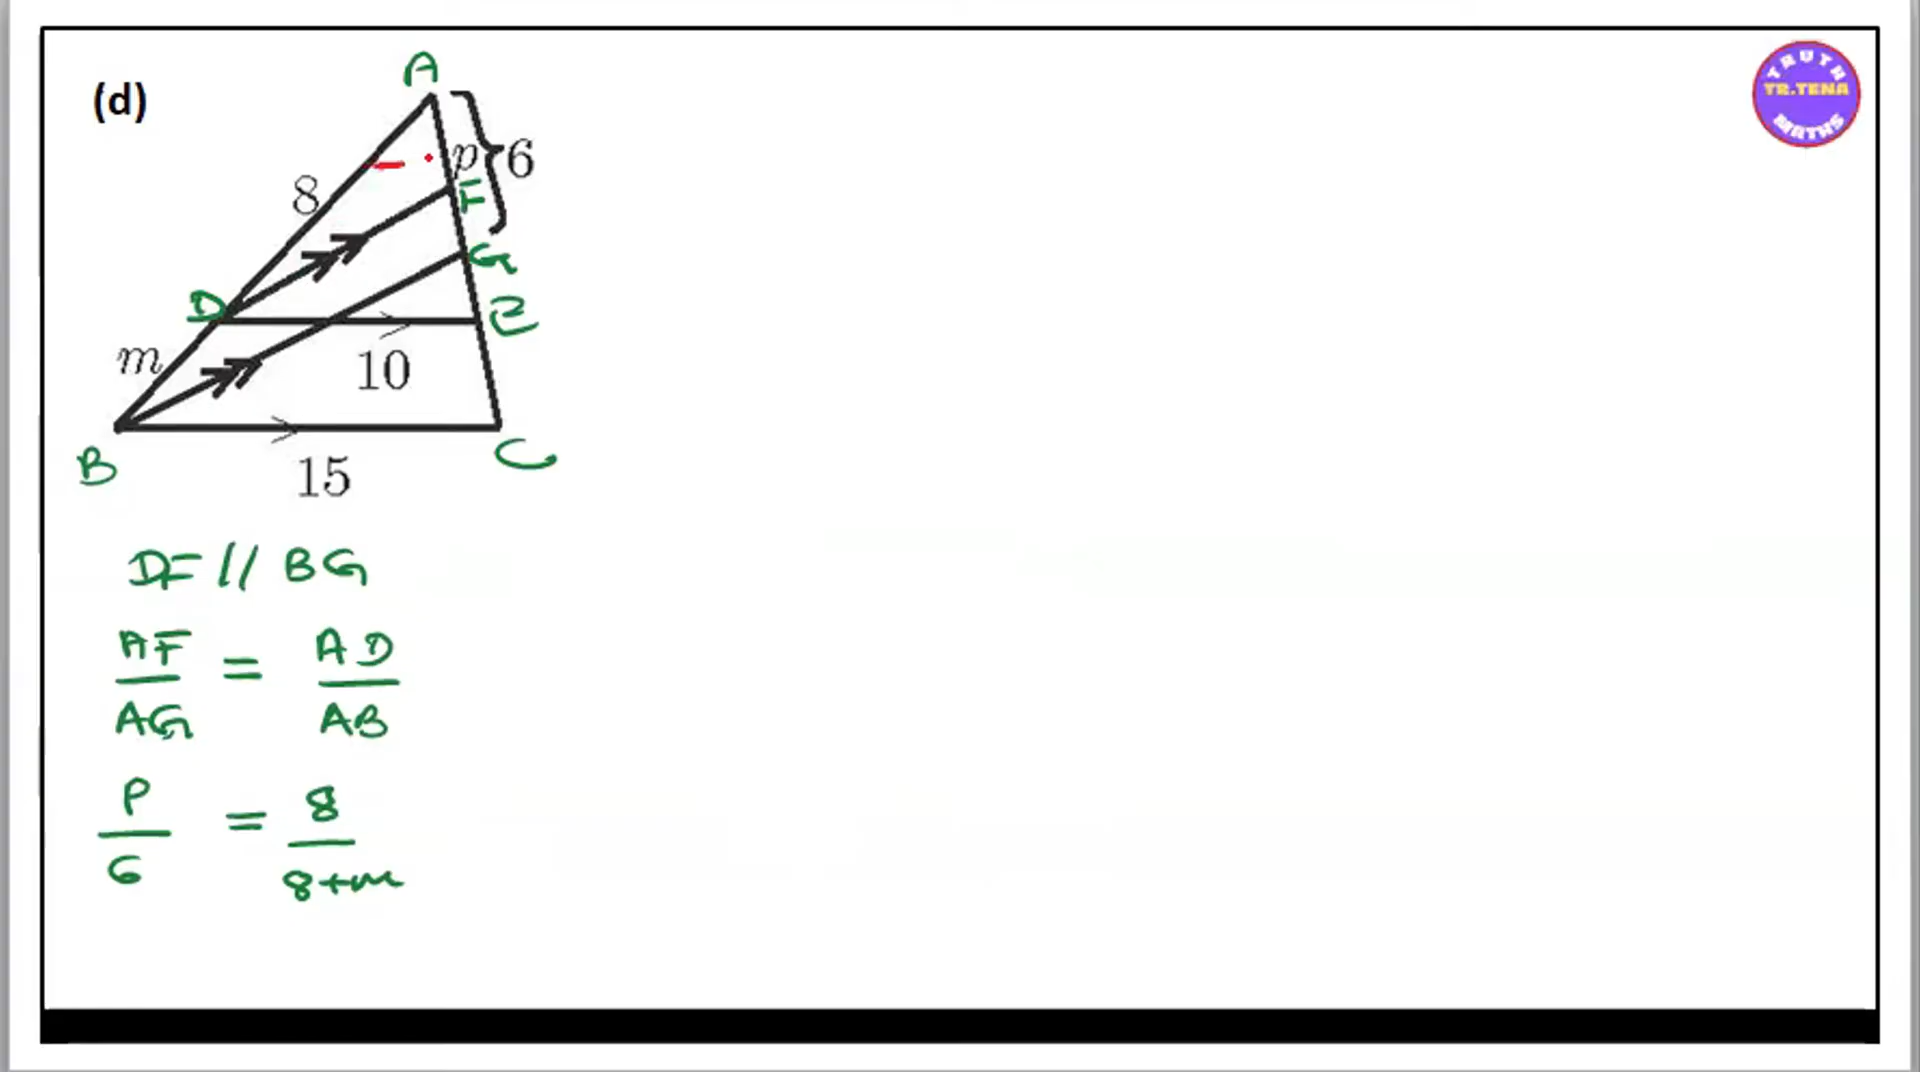 (d)
A
TRUTH
TR.TENA
MATHS
8
p
6
F
G
D
E
m
10
B
C
15
DF // BG
AF/AG = AD/AB
P/6 = 8/8+m